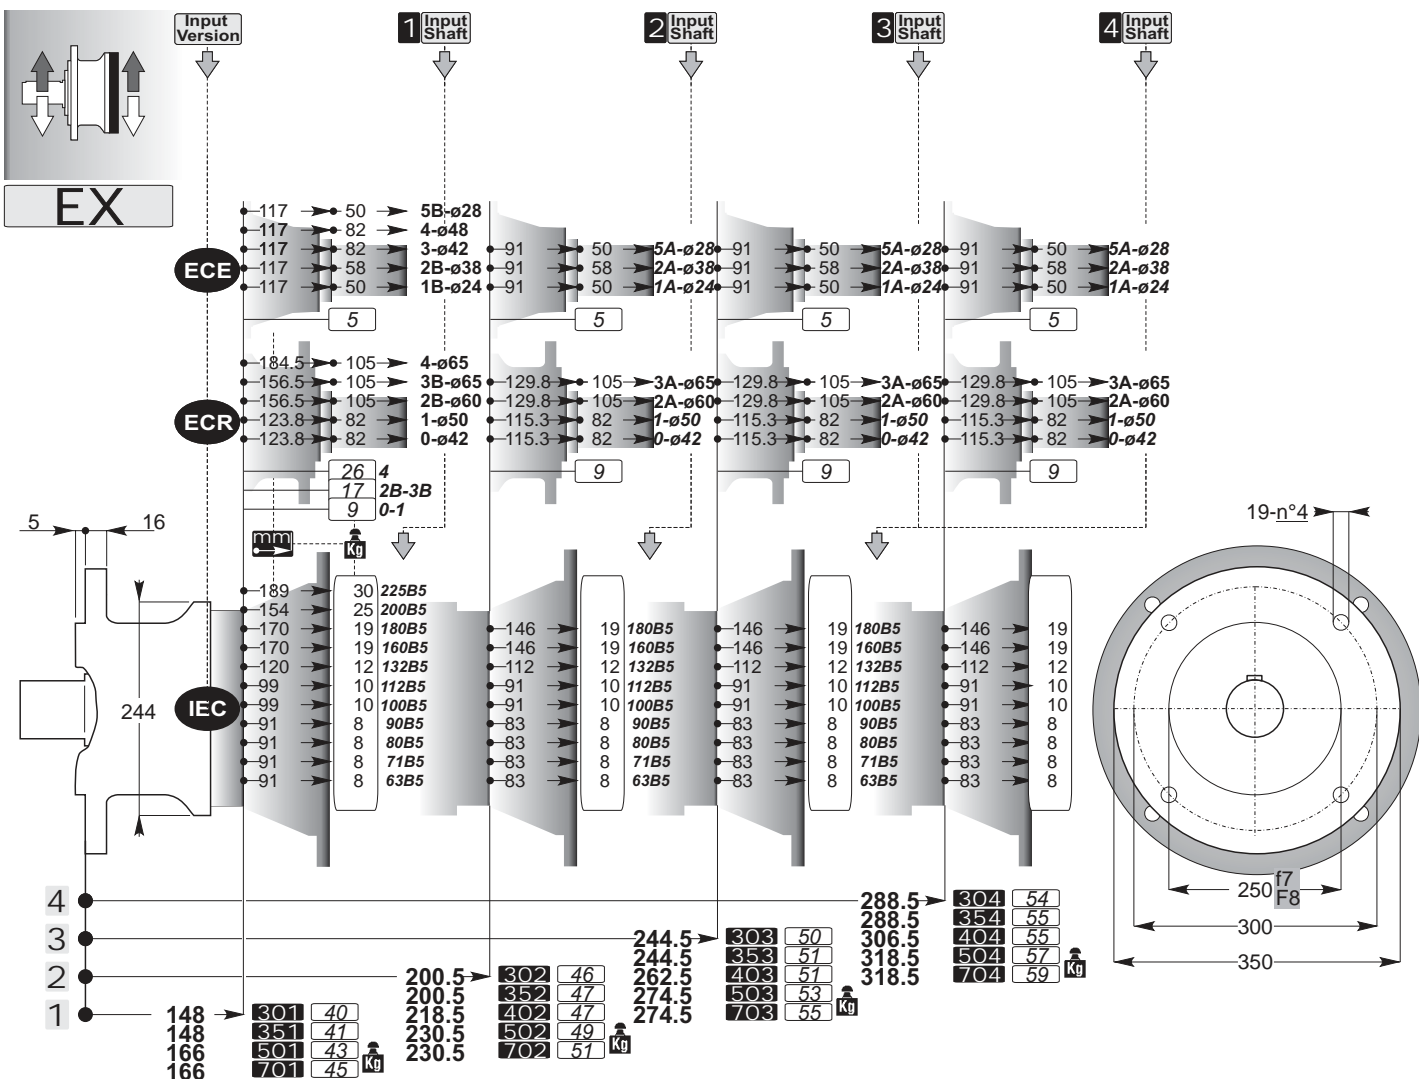 Input
Version
1 Input
Shaft
2 Input
Shaft
3 Input
Shaft
4 Input
Shaft
EX
ECE
117 50 5B-ø28
117 82 4-ø48
117 82 3-ø42 91 50 5A-ø28 91 50 5A-ø28 91 50 5A-ø28
117 58 2B-ø38 91 58 2A-ø38 91 58 2A-ø38 91 58 2A-ø38
117 50 1B-ø24 91 50 1A-ø24 91 50 1A-ø24 91 50 1A-ø24
5 5 5 5
ECR
184.5 105 4-ø65
156.5 105 3B-ø65 129.8 105 3A-ø65 129.8 105 3A-ø65 129.8 105 3A-ø65
156.5 105 2B-ø60 129.8 105 2A-ø60 129.8 105 2A-ø60 129.8 105 2A-ø60
123.8 82 1-ø50 115.3 82 1-ø50 115.3 82 1-ø50 115.3 82 1-ø50
123.8 82 0-ø42 115.3 82 0-ø42 115.3 82 0-ø42 115.3 82 0-ø42
26 4 9 9 9
17 2B-3B
9 0-1
5 16
mm
Kg
19-n°4
IEC
244
189 30 225B5
154 25 200B5
170 19 180B5 146 19 180B5 146 19 180B5 146 19
170 19 160B5 146 19 160B5 146 19 160B5 146 19
120 12 132B5 112 12 132B5 112 12 132B5 112 12
99 10 112B5 91 10 112B5 91 10 112B5 91 10
99 10 100B5 91 10 100B5 91 10 100B5 91 10
91 8 90B5 83 8 90B5 83 8 90B5 83 8
91 8 80B5 83 8 80B5 83 8 80B5 83 8
91 8 71B5 83 8 71B5 83 8 71B5 83 8
91 8 63B5 83 8 63B5 83 8 63B5 83 8
250 f7
F8
300
350
4
288.5 304 54
288.5 354 55
306.5 404 55
318.5 504 57
318.5 704 59
Kg
3
244.5 303 50
244.5 353 51
262.5 403 51
274.5 503 53
274.5 703 55
Kg
2
200.5 302 46
200.5 352 47
218.5 402 47
230.5 502 49
230.5 702 51
Kg
1
148 301 40
148 351 41
166 501 43
166 701 45
Kg